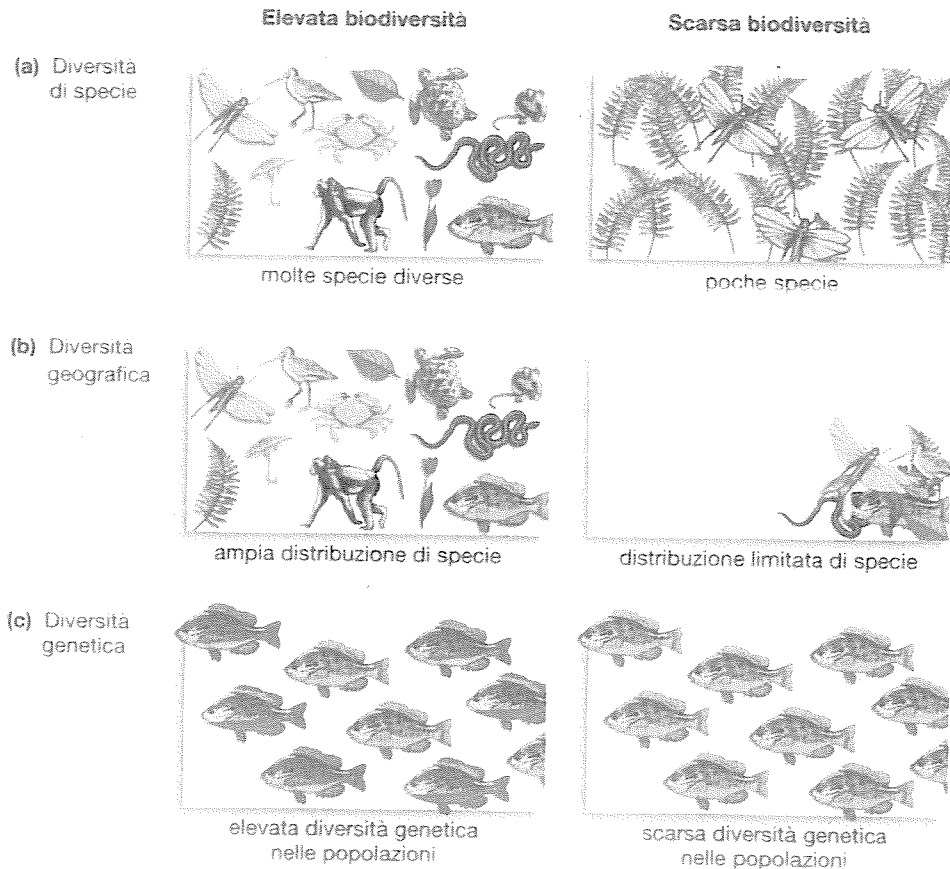 Elevata biodiversità
Scarsa biodiversità
(a) Diversità
di specie
molte specie diverse
poche specie
(b) Diversità
geografica
ampia distribuzione di specie
distribuzione limitata di specie
(c) Diversità
genetica
elevata diversità genetica
nelle popolazioni
scarsa diversità genetica
nelle popolazioni